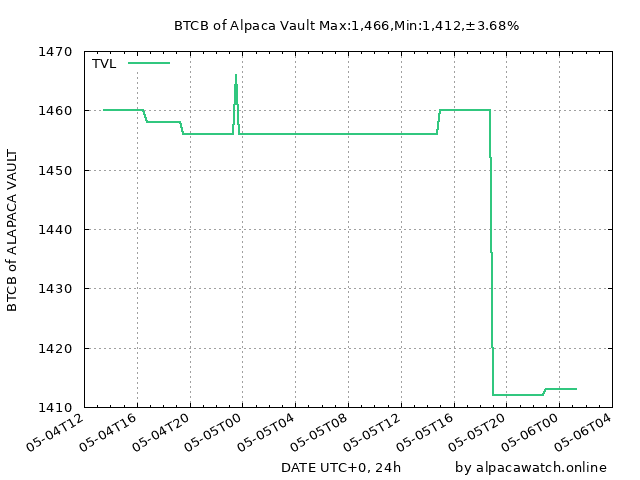 BTCB of Alpaca Vault Max:1,466,Min:1,412,±3.68%
TVL
1470
1460
1450
1440
1430
1420
1410
BTCB of ALAPACA VAULT
05-04T12
05-04T16
05-04T20
05-05T00
05-05T04
05-05T08
05-05T12
05-05T16
05-05T20
05-06T00
05-06T04
DATE UTC+0, 24h
by alpacawatch.online